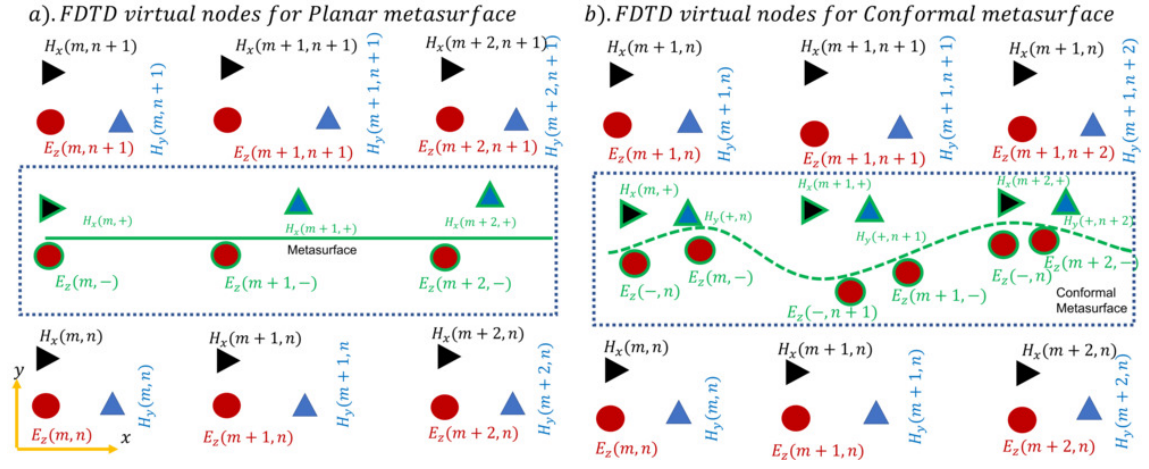 a). FDTD virtual nodes for Planar metasurface
H_x(m, n + 1)
H_x(m + 1, n + 1)
H_x(m + 2, n + 1)
H_y(m, n + 1)
H_y(m + 1, n + 1)
H_y(m + 2, n + 1)
E_z(m, n + 1)
E_z(m + 1, n + 1)
E_z(m + 2, n + 1)
H_x(m, +)
H_x(m + 1, +)
H_x(m + 2, +)
Metasurface
E_z(m, −)
E_z(m + 1, −)
E_z(m + 2, −)
H_x(m, n)
H_x(m + 1, n)
H_x(m + 2, n)
y
H_y(m, n)
H_y(m + 1, n
H_y(m + 2, n)
E_z(m, n)
x
E_z(m + 1, n)
E_z(m + 2, n)
b). FDTD virtual nodes for Conformal metasurface
H_x(m + 1, n)
H_x(m + 1, n + 1)
H_x(m + 1, n)
H_y(m + 1, n)
H_y(m + 1, n + 1)
H_y(m + 1, n + 2)
E_z(m + 1, n)
E_z(m + 1, n + 1)
E_z(m + 1, n + 2)
H_x(m, +)
H_x(m + 1, +)
H_x(m + 2, +)
H_y(+, n)
H_y(+, n + 1)
H_y(+, n + 2)
E_z(−, n)
E_z(m, −)
E_z(−, n + 1)
E_z(m + 1, −)
E_z(−, n)
E_z(m + 2, −)
Conformal
Metasurface
H_x(m, n)
H_x(m + 1, n)
H_x(m + 2, n)
H_y(m, n)
H_y(m + 1, n)
H_y(m + 2, n)
E_z(m, n)
E_z(m + 1, n)
E_z(m + 2, n)